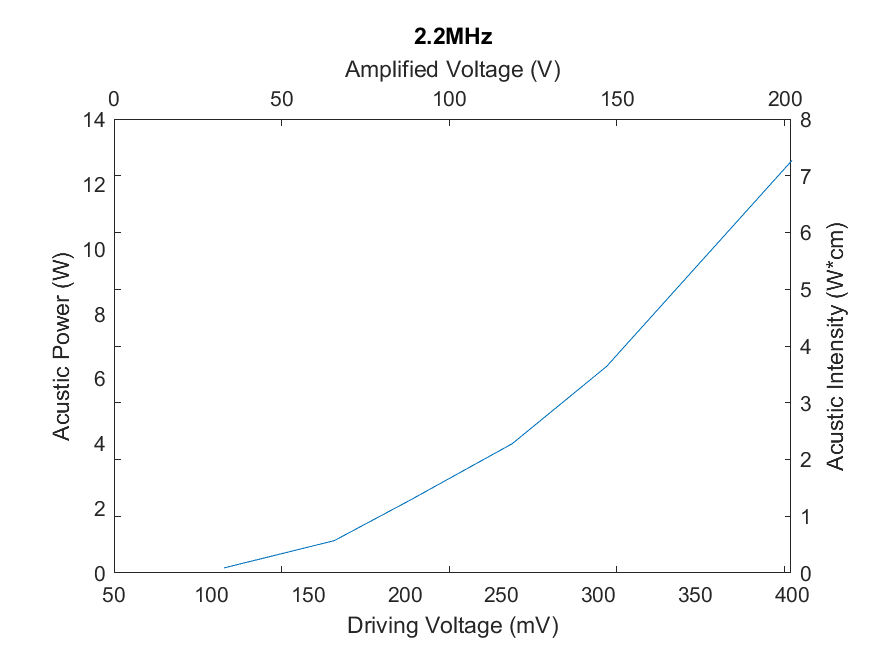 2.2MHz
Amplified Voltage (V)
0 50 100 150 200
14 12 10 8 6 4 2 0
Acustic Power (W)
8 7 6 5 4 3 2 1 0
Acustic Intensity (W*cm)
50 100 150 200 250 300 350 400
Driving Voltage (mV)